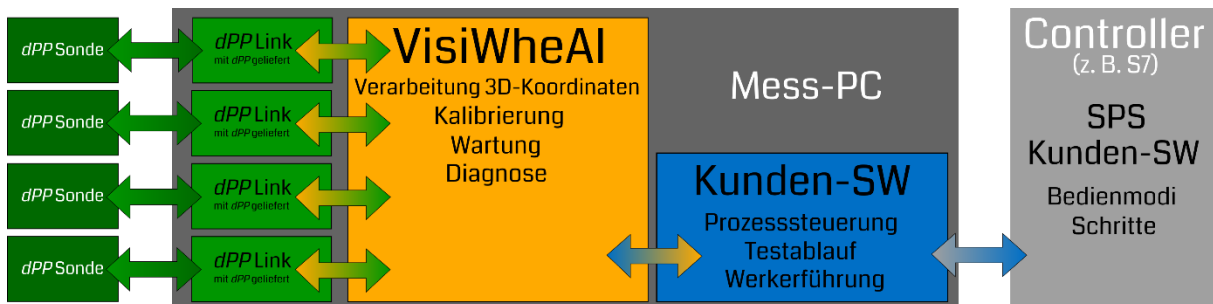 dPP Sonde
dPP Link
mit dPP geliefert
dPP Sonde
dPP Link
mit dPP geliefert
dPP Sonde
dPP Link
mit dPP geliefert
dPP Sonde
dPP Link
mit dPP geliefert
VisiWheAl
Verarbeitung 3D-Koordinaten
Kalibrierung
Wartung
Diagnose
Mess-PC
Kunden-SW
Prozesssteuerung
Testablauf
Werkerführung
Controller
(z. B. S7)
SPS
Kunden-SW
Bedienmodi
Schritte